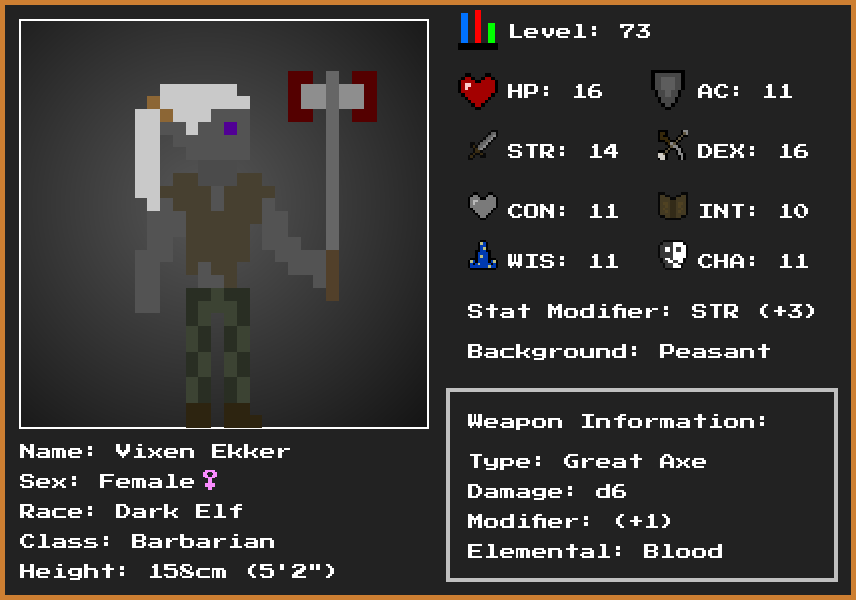 Level: 73
HP: 16 AC: 11
STR: 14 DEX: 16
CON: 11 INT: 10
WIS: 11 CHA: 11
Stat Modifier: STR (+3)
Background: Peasant
Weapon Information:
Type: Great Axe
Damage: d6
Modifier: (+1)
Elemental: Blood
Name: Vixen Ekker
Sex: Female♀
Race: Dark Elf
Class: Barbarian
Height: 158cm (5'2")